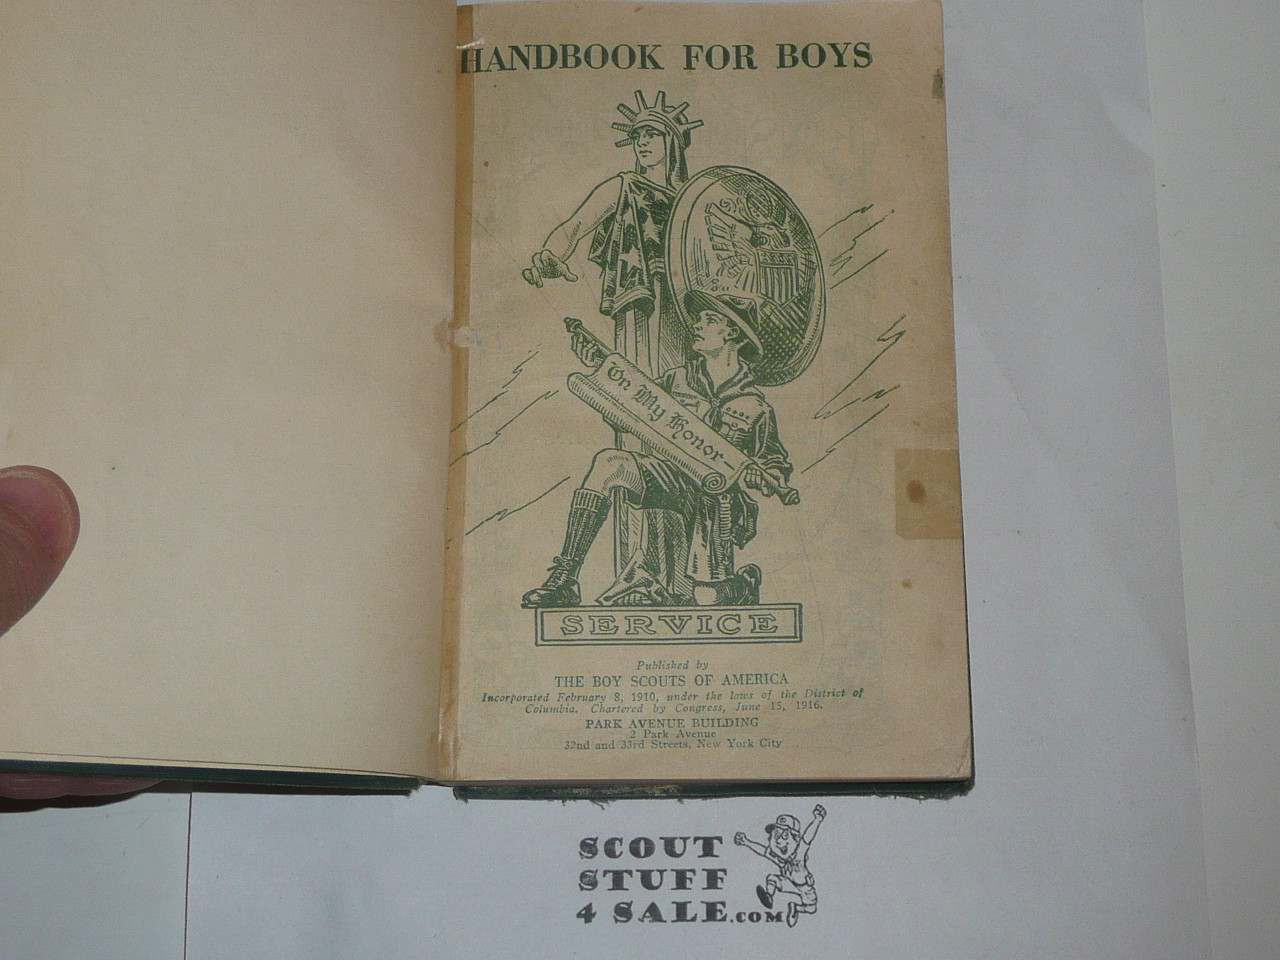 HANDBOOK FOR BOYS
On My Honor—
SERVICE
Published by
THE BOY SCOUTS OF AMERICA
Incorporated February 8, 1910, under the laws of the District of
Columbia. Chartered by Congress, June 15, 1916.
PARK AVENUE BUILDING
2 Park Avenue
32nd and 33rd Streets, New York City
SCOUT
STUFF
4 SALE.COM